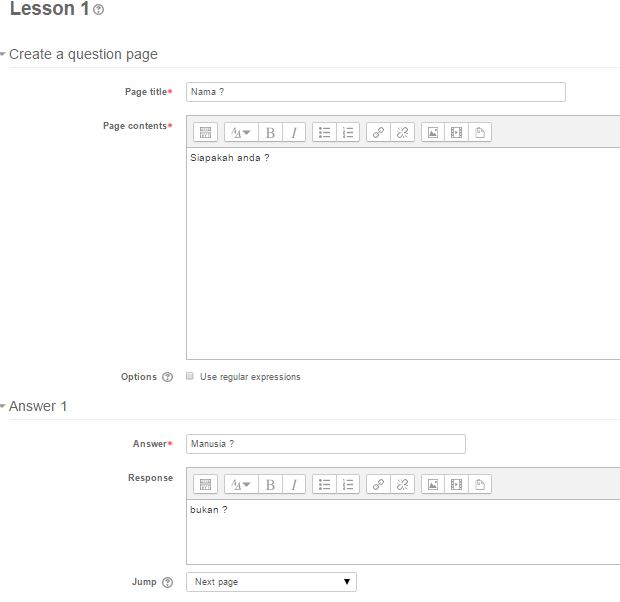 Lesson 1
Create a question page
Page title* Nama ?
Page contents*
Siapakah anda ?
Options Use regular expressions
Answer 1
Answer* Manusia ?
Response
bukan ?
Jump Next page